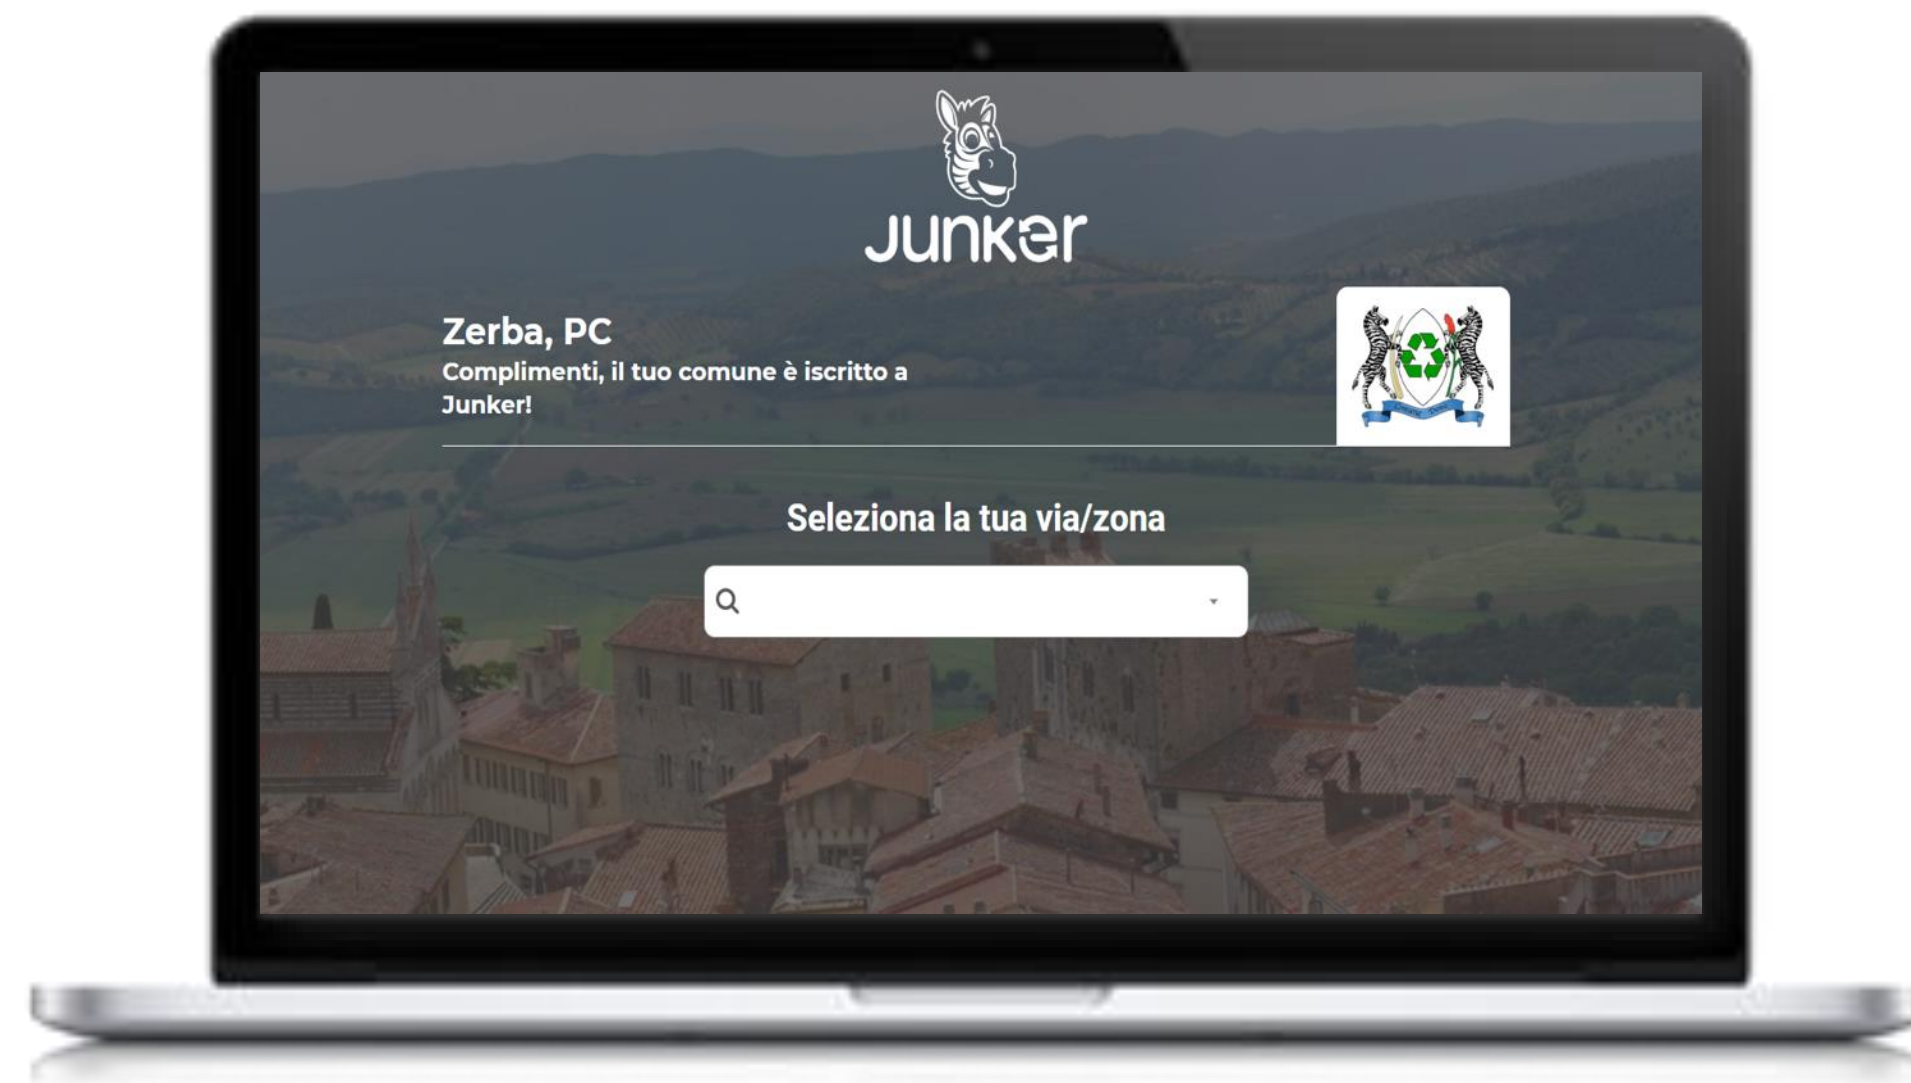 JUNKER
Zerba, PC
Complimenti, il tuo comune è iscritto a
Junker!
Seleziona la tua via/zona